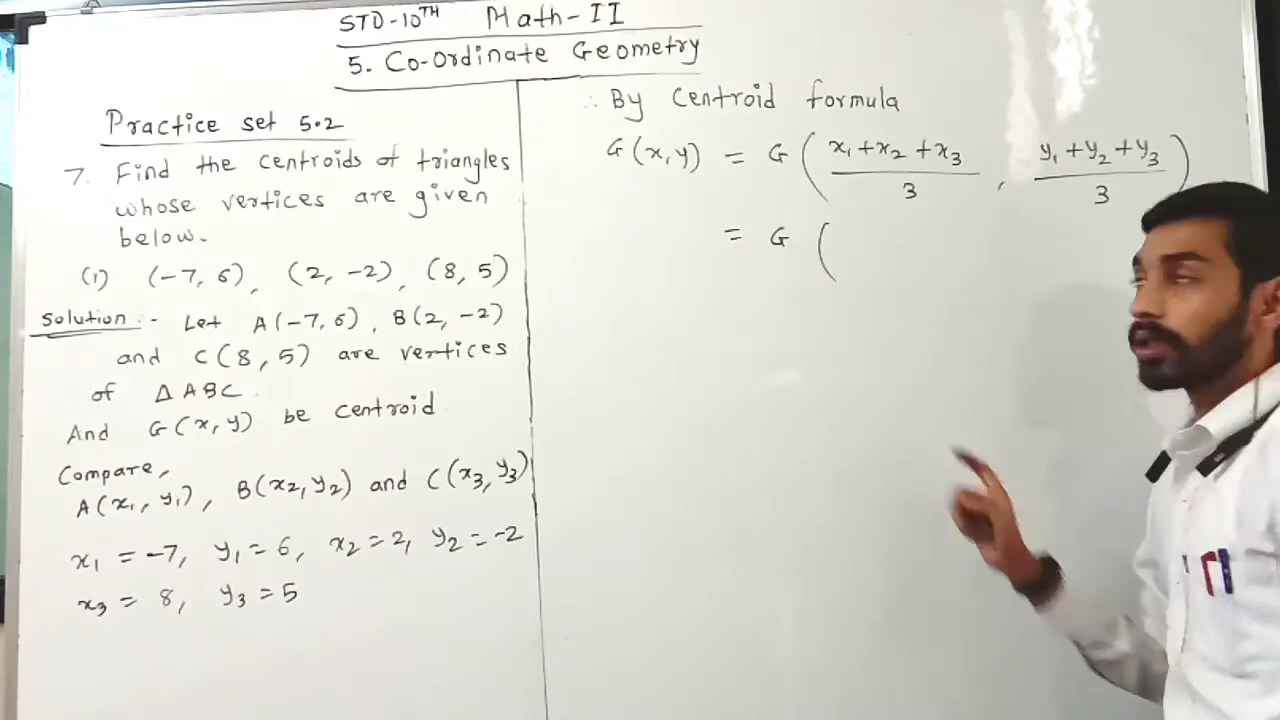 STD-10TH Math-II
5. Co-Ordinate Geometry
Practice set 5.2
7. Find the centroids of triangles
whose vertices are given
below.
(1) (-7, 6), (2, -2), (8, 5)
Solution :- Let A(-7, 6), B(2, -2)
and C(8, 5) are vertices
of Δ ABC.
And G(x, y) be centroid
Compare,
A(x₁, y₁), B(x₂, y₂) and C(x₃, y₃)
x₁ = -7, y₁ = 6, x₂ = 2, y₂ = -2
x₃ = 8, y₃ = 5
∴ By Centroid formula
G(x, y) = G ( x₁ + x₂ + x₃ / 3 , y₁ + y₂ + y₃ / 3 )
= G (